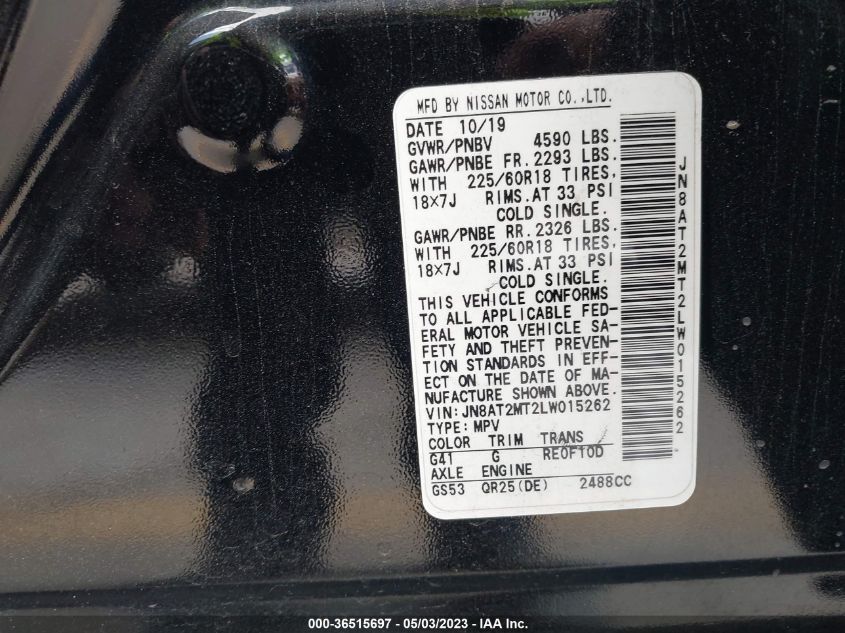 MFD BY NISSAN MOTOR CO.,LTD.
DATE 10/19
GVWR/PNBV 4590 LBS.
GAWR/PNBE FR. 2293 LBS.
WITH 225/60R18 TIRES,
18×7J RIMS.AT 33 PSI
COLD SINGLE.
GAWR/PNBE RR. 2326 LBS.
WITH 225/60R18 TIRES,
18×7J RIMS.AT 33 PSI
COLD SINGLE.
THIS VEHICLE CONFORMS
TO ALL APPLICABLE FED-
ERAL MOTOR VEHICLE SA-
FETY AND THEFT PREVEN-
TION STANDARDS IN EFF-
ECT ON THE DATE OF MA-
NUFACTURE SHOWN ABOVE.
VIN:JN8AT2MT2LW015262
TYPE:MPV
COLOR TRIM TRANS
G41 G RE0F10D
AXLE ENGINE
GS53 QR25(DE) 2488CC
JN8AT2MT2LW015262
000-36515697 - 05/03/2023 - IAA Inc.